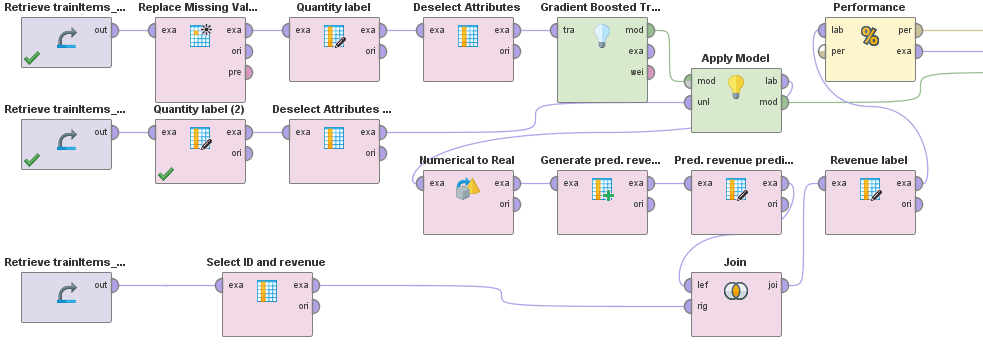 Retrieve trainItems_...
Replace Missing Val...
Quantity label
Deselect Attributes
Gradient Boosted Tr...
Performance
out
exa
exa
ori
pre
exa
exa
ori
exa
exa
ori
tra
mod
exa
wei
lab
per
per
exa
%
Apply Model
mod
lab
unl
mod
Retrieve trainItems_...
Quantity label (2)
Deselect Attributes ...
out
exa
exa
ori
exa
exa
ori
Numerical to Real
Generate pred. reve...
Pred. revenue predi...
Revenue label
exa
exa
ori
exa
exa
ori
exa
exa
ori
exa
exa
ori
Retrieve trainItems_...
Select ID and revenue
Join
out
exa
exa
ori
lef
joi
rig